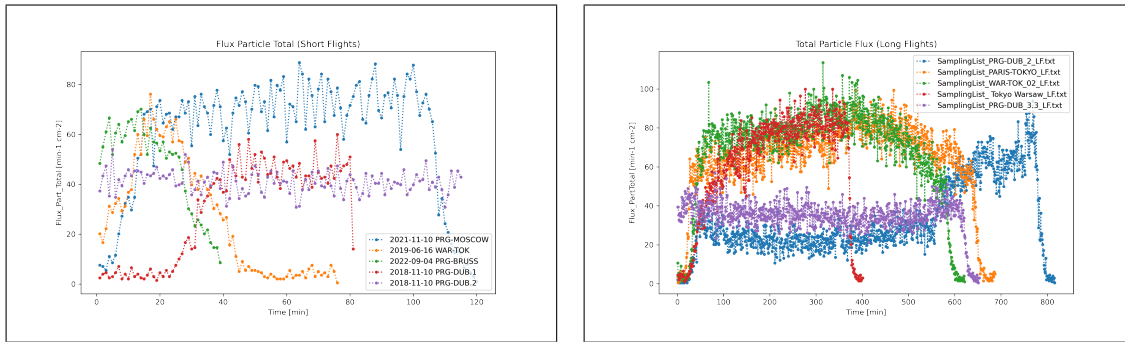 Flux Particle Total (Short Flights)
Flux_Part_Total [min-1 cm-2]
80
60
40
20
0
0
20
40
60
80
100
120
Time [min]
2021-11-10 PRG-MOSCOW
2019-06-16 WAR-TOK
2022-09-04 PRG-BRUSS
2018-11-10 PRG-DUB.1
2018-11-10 PRG-DUB.2
Total Particle Flux (Long Flights)
Flux_PartTotal [min-1 cm-2]
100
80
60
40
20
0
0
100
200
300
400
500
600
700
800
Time [min]
SamplingList_PRG-DUB_2_LF.txt
SamplingList_PARIS-TOKYO_LF.txt
SamplingList_WAR-TOK_02_LF.txt
SamplingList_ Tokyo Warsaw_LF.txt
SamplingList_PRG-DUB_3.3_LF.txt